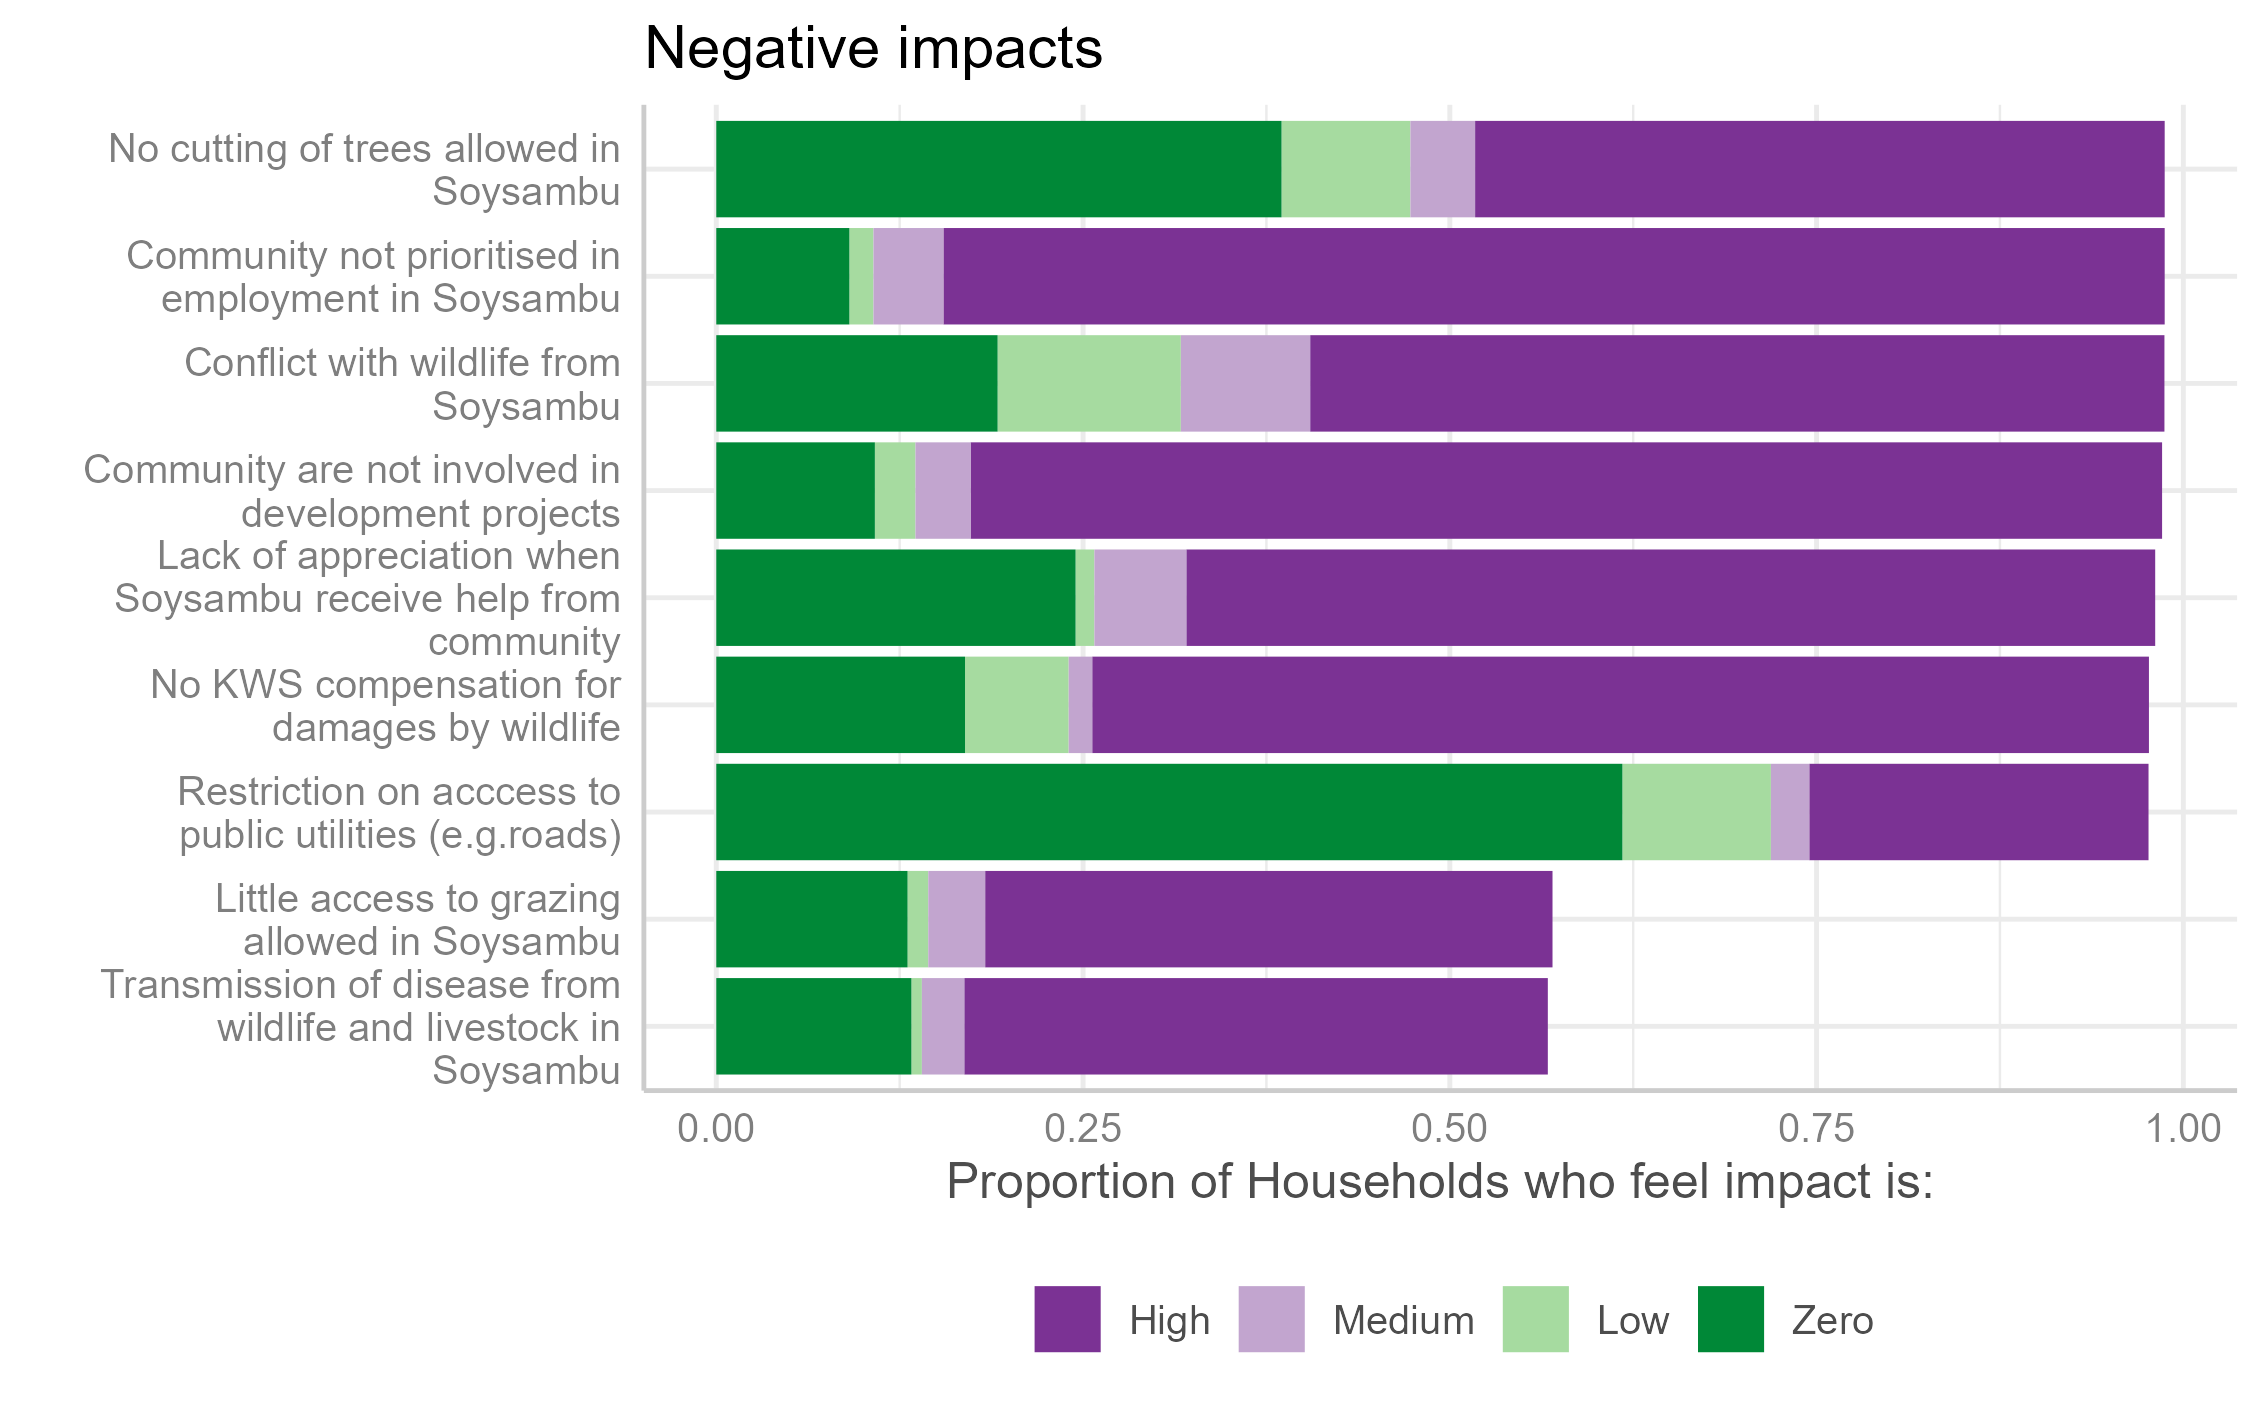 Negative impacts
No cutting of trees allowed in
Soysambu
Community not prioritised in
employment in Soysambu
Conflict with wildlife from
Soysambu
Community are not involved in
development projects
Lack of appreciation when
Soysambu receive help from
community
No KWS compensation for
damages by wildlife
Restriction on acccess to
public utilities (e.g.roads)
Little access to grazing
allowed in Soysambu
Transmission of disease from
wildlife and livestock in
Soysambu
0.00 0.25 0.50 0.75 1.00
Proportion of Households who feel impact is:
High Medium Low Zero